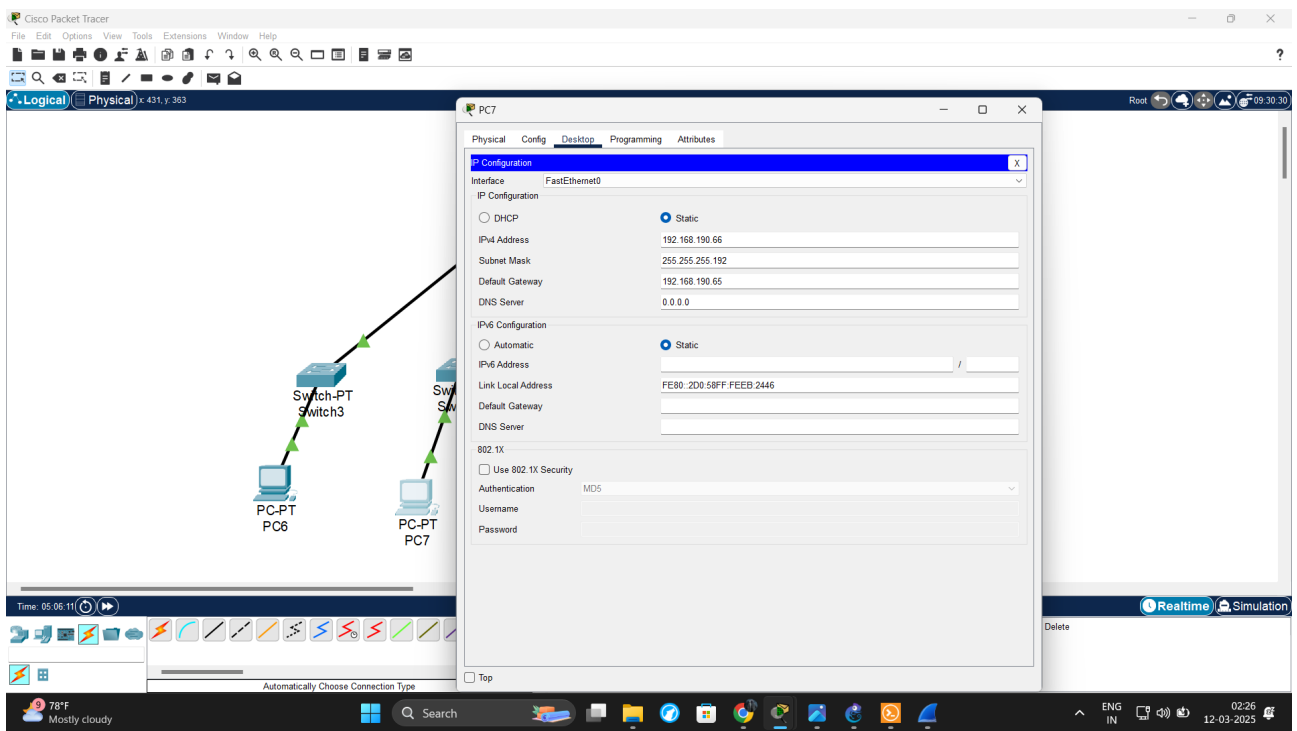 Cisco Packet Tracer
File Edit Options View Tools Extensions Window Help
?
Logical Physical x: 431, y: 363
Root 09:30:30
PC7
Physical Config Desktop Programming Attributes
IP Configuration X
Interface FastEthernet0
IP Configuration
DHCP Static
IPv4 Address 192.168.190.66
Subnet Mask 255.255.255.192
Default Gateway 192.168.190.65
DNS Server 0.0.0.0
IPv6 Configuration
Automatic Static
IPv6 Address /
Link Local Address FE80::2D0:58FF:FEEB:2446
Default Gateway
DNS Server
802.1X
Use 802.1X Security
Authentication MD5
Username
Password
Top
Switch-PT
Switch3
Swi
Sw
PC-PT
PC6
PC-PT
PC7
Time: 05:06:11
Realtime Simulation
Delete
Automatically Choose Connection Type
9
78°F
Mostly cloudy
Search
ENG
IN
02:26
12-03-2025